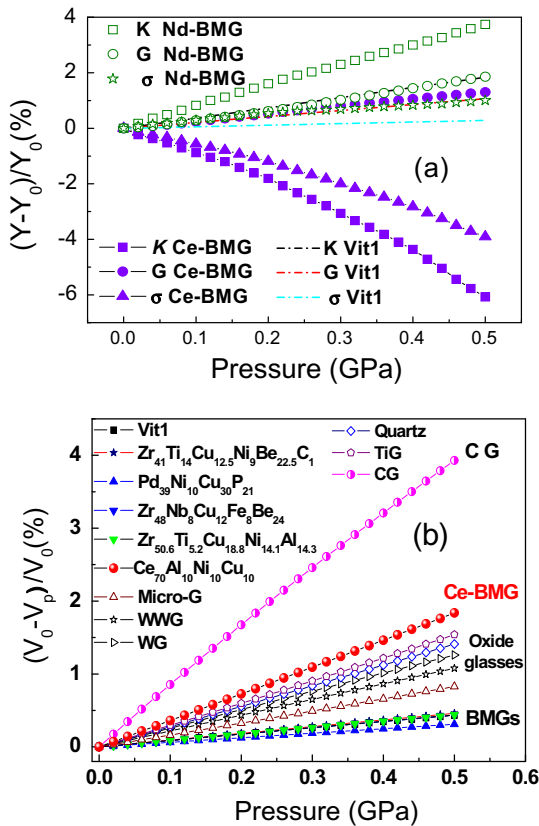 4
2
0
-2
-4
-6
(Y-Y₀)/Y₀(%)
K Nd-BMG
G Nd-BMG
σ Nd-BMG
(a)
K Ce-BMG
G Ce-BMG
σ Ce-BMG
K Vit1
G Vit1
σ Vit1
0.0 0.1 0.2 0.3 0.4 0.5
Pressure (GPa)
4
3
2
1
0
(V₀-Vₚ)/V₀(%)
Vit1
Zr₄₁Ti₁₄Cu₁₂.₅Ni₉Be₂₂.₅C₁
Pd₃₉Ni₁₀Cu₃₀P₂₁
Zr₄₈Nb₈Cu₁₂Fe₈Be₂₄
Zr₅₀.₆Ti₅.₂Cu₁₈.₈Ni₁₄.₁Al₁₄.₃
Ce₇₀Al₁₀Ni₁₀Cu₁₀
Micro-G
WWG
WG
Quartz
TiG
CG
C G
(b)
Ce-BMG
Oxide
glasses
BMGs
0.0 0.1 0.2 0.3 0.4 0.5 0.6
Pressure (GPa)